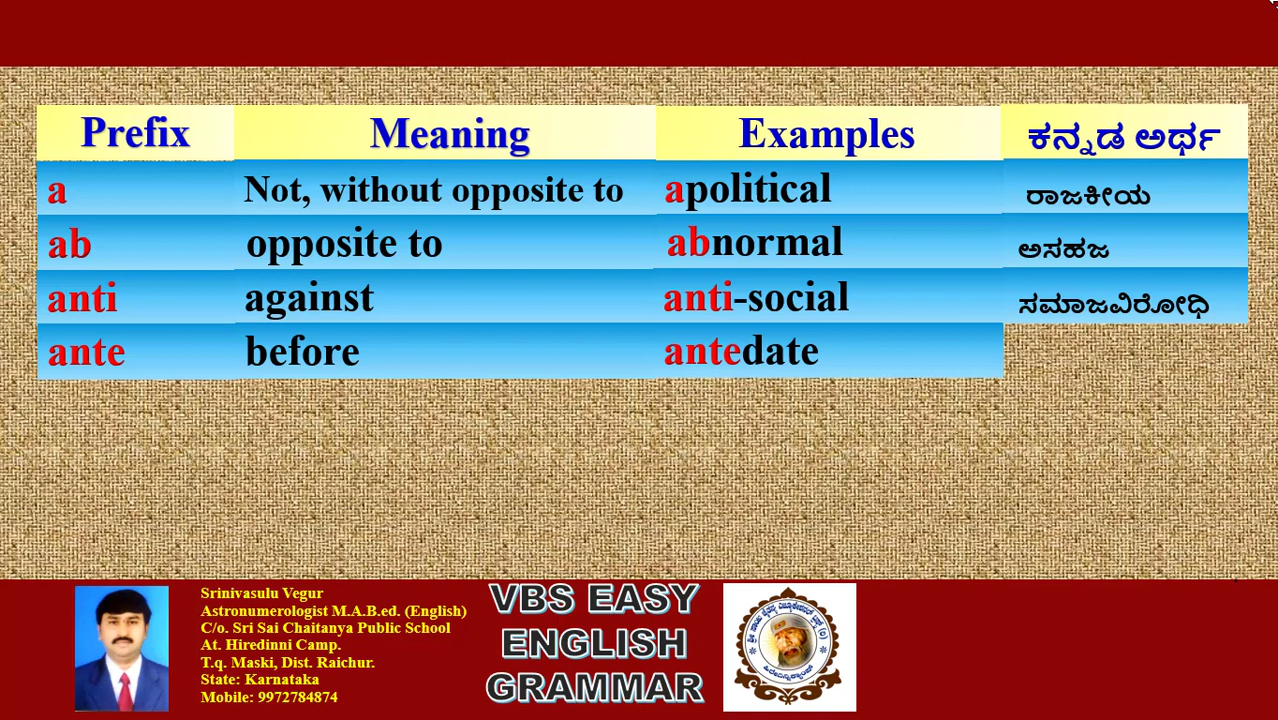 Prefix Meaning Examples ಕನ್ನಡ ಅರ್ಥ
a Not, without opposite to apolitical ರಾಜಕೀಯ
ab opposite to abnormal ಅಸಹಜ
anti against anti-social ಸಮಾಜವಿರೋಧಿ
ante before antedate
Srinivasulu Vegur
Astronumerologist M.A.B.ed. (English)
C/o. Sri Sai Chaitanya Public School
At. Hiredinni Camp.
T.q. Maski, Dist. Raichur.
State: Karnataka
Mobile: 9972784874
VBS EASY
ENGLISH
GRAMMAR